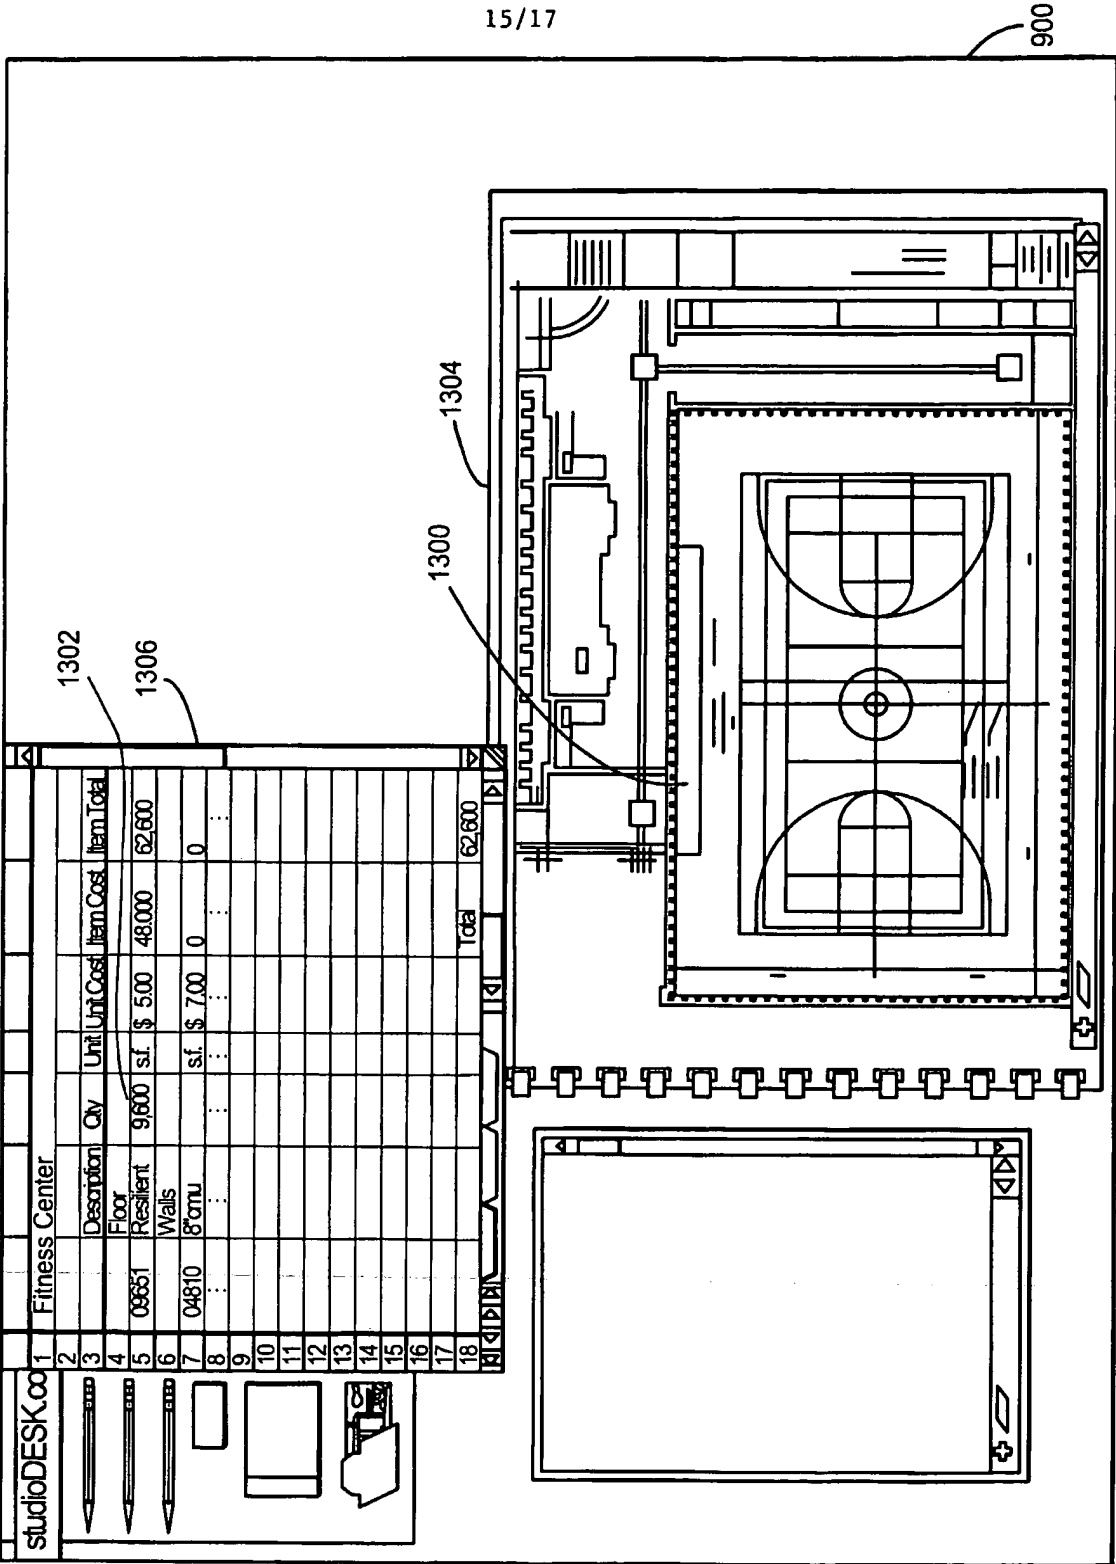 15/17
900
studioDESK.co
1302
1306
1304
1300
1 Fitness Center
2
3 Description Qty Unit Unit Cost Item Cost Item Total
4 Floor
5 09651 Resilient 9,600 s.f. $ 5.00 48.000 62,600
6 Walls
7 04810 8"cmu s.f. $ 7.00 0 0
8 : : : : : : :
9
10
11
12
13
14
15
16
17
18 Total 62,600